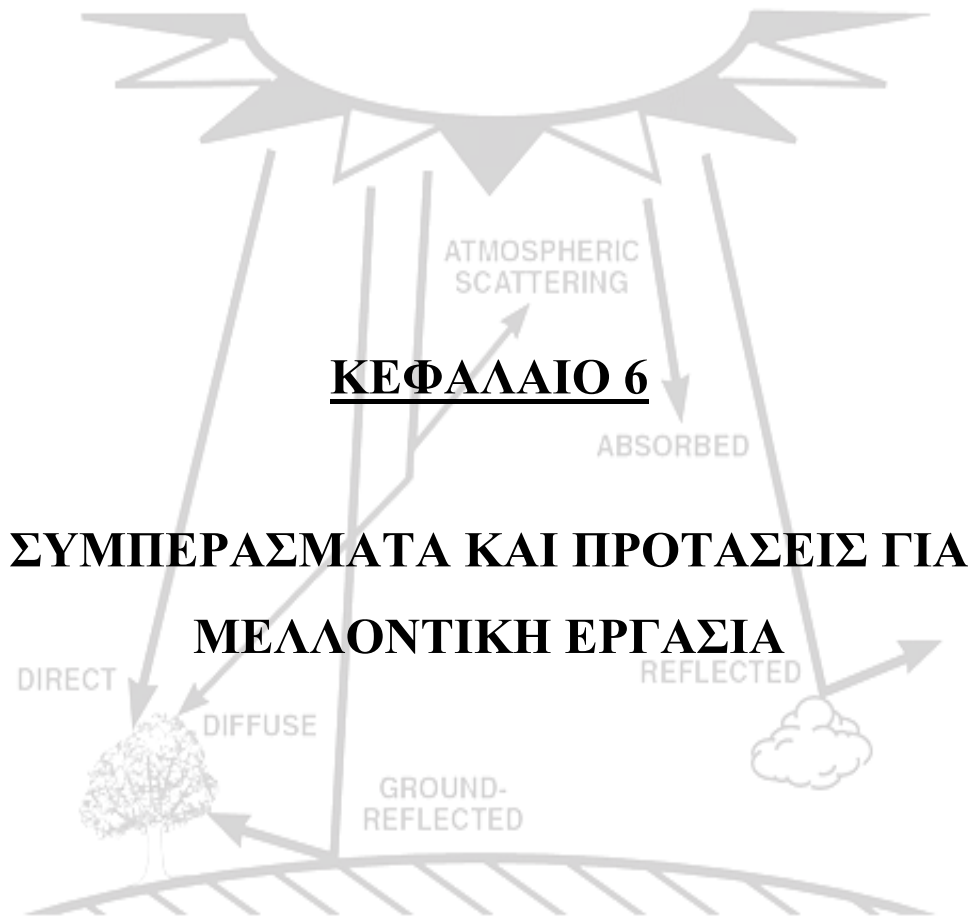 ATMOSPHERIC
SCATTERING
ΚΕΦΑΛΑΙΟ 6
ABSORBED
ΣΥΜΠΕΡΑΣΜΑΤΑ ΚΑΙ ΠΡΟΤΑΣΕΙΣ ΓΙΑ
ΜΕΛΛΟΝΤΙΚΗ ΕΡΓΑΣΙΑ
DIRECT
REFLECTED
DIFFUSE
GROUND-
REFLECTED